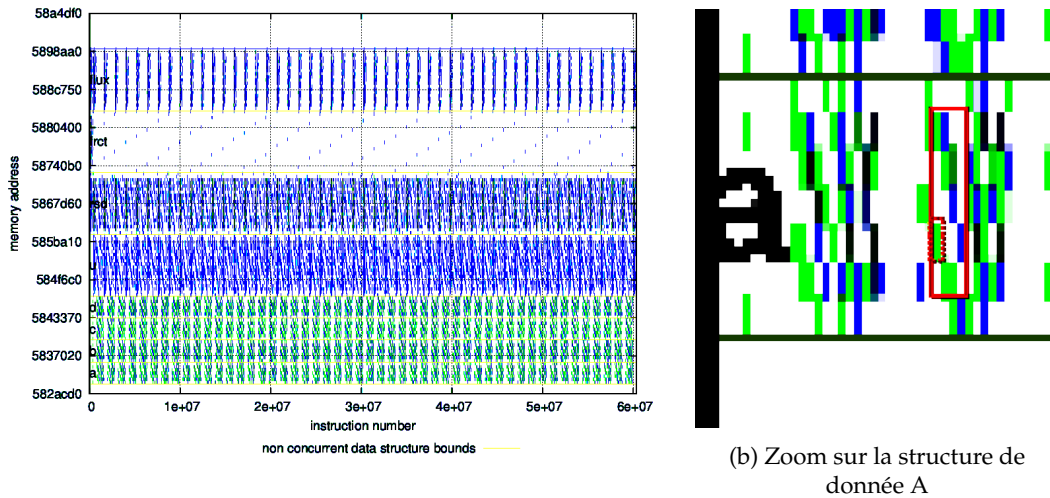 58a4df0
5898aa0
588c750
5880400
58740b0
5867d60
585ba10
584f6c0
5843370
5837020
582acd0
memory address
flux
frct
rsd
u
d
c
b
a
0
1e+07
2e+07
3e+07
4e+07
5e+07
6e+07
instruction number
non concurrent data structure bounds
a
(b) Zoom sur la structure de
donnée A